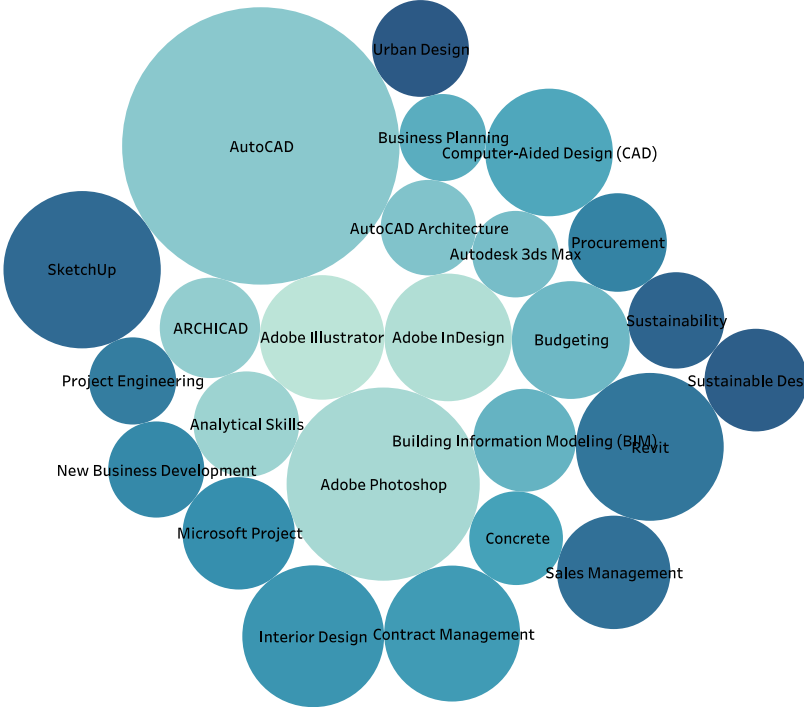 Urban Design
AutoCAD
Business Planning
Computer-Aided Design (CAD)
AutoCAD Architecture
Procurement
Autodesk 3ds Max
SketchUp
Sustainability
ARCHICAD
Adobe Illustrator
Adobe InDesign
Budgeting
Project Engineering
Sustainable Des
Analytical Skills
Building Information Modeling (BIM)
Revit
New Business Development
Adobe Photoshop
Microsoft Project
Concrete
Sales Management
Interior Design
Contract Management